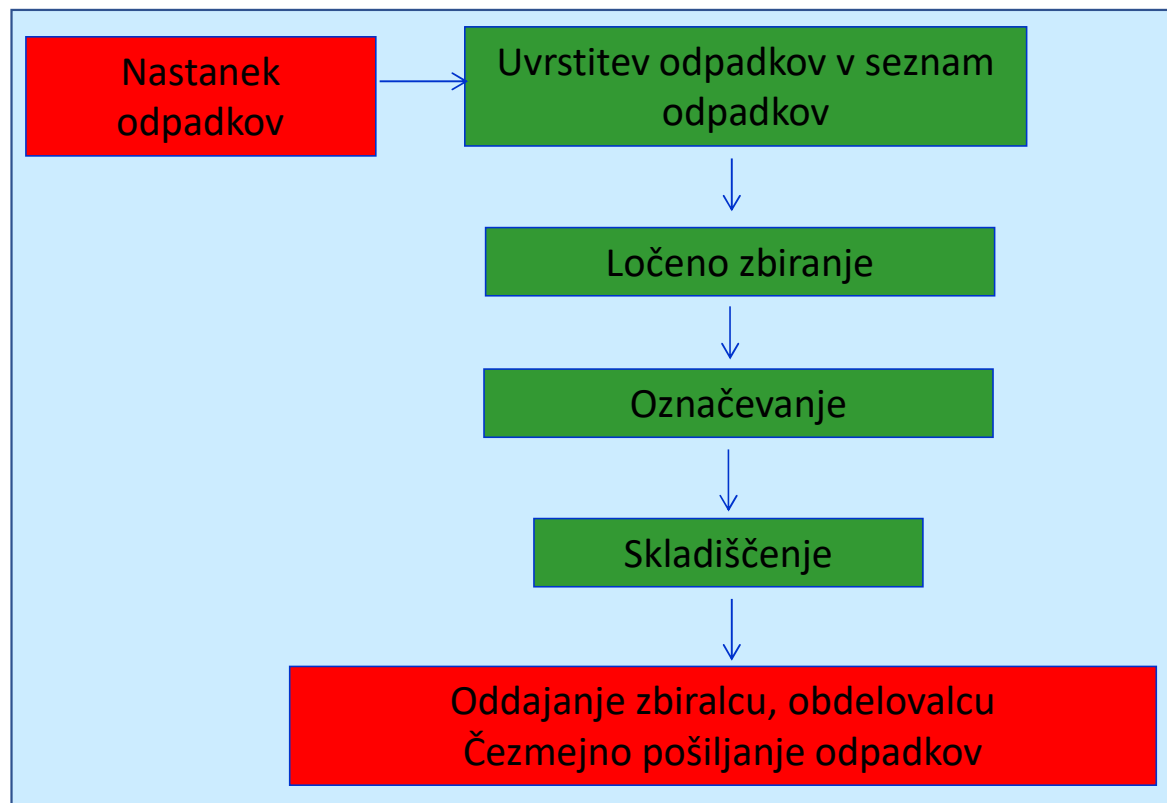 Nastanek
odpadkov
Uvrstitev odpadkov v seznam
odpadkov
Ločeno zbiranje
Označevanje
Skladiščenje
Oddajanje zbiralcu, obdelovalcu
Čezmejno pošiljanje odpadkov